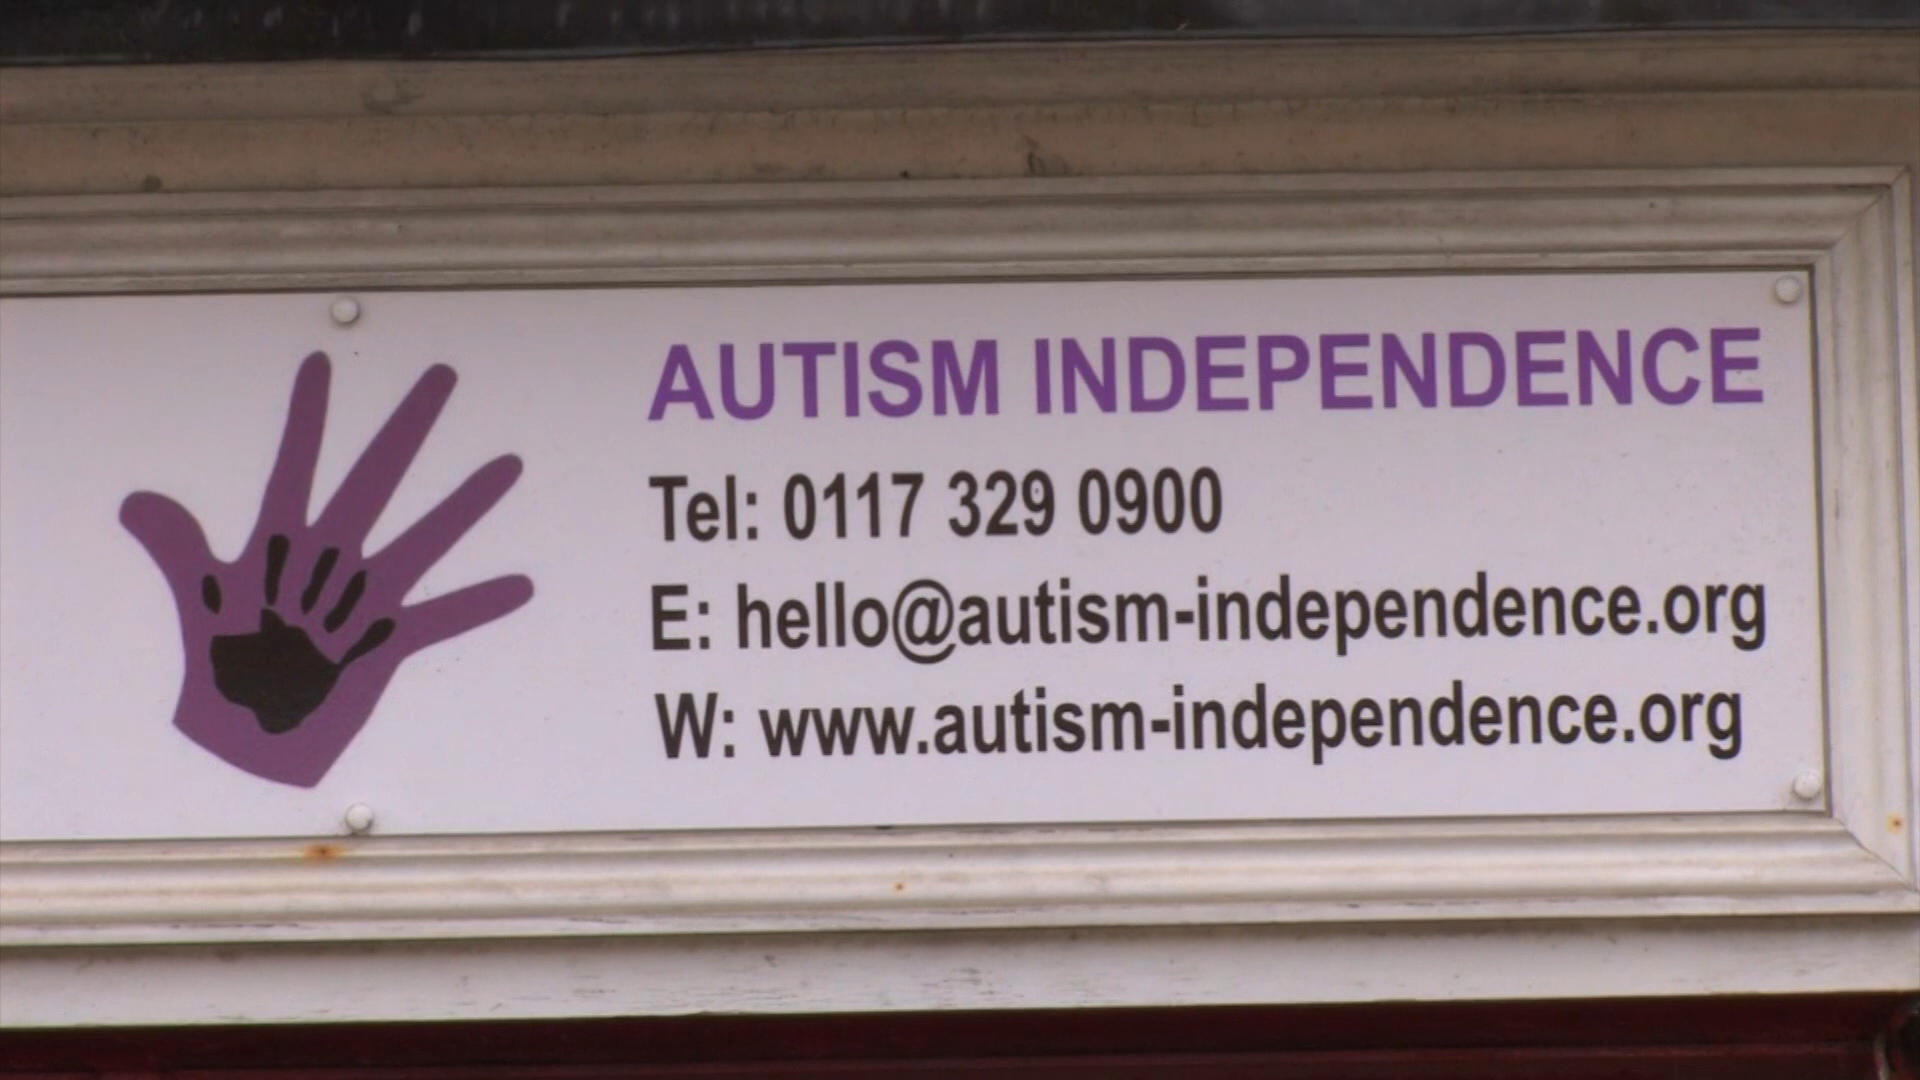 AUTISM INDEPENDENCE
Tel: 0117 329 0900
E: hello@autism-independence.org
W: www.autism-independence.org